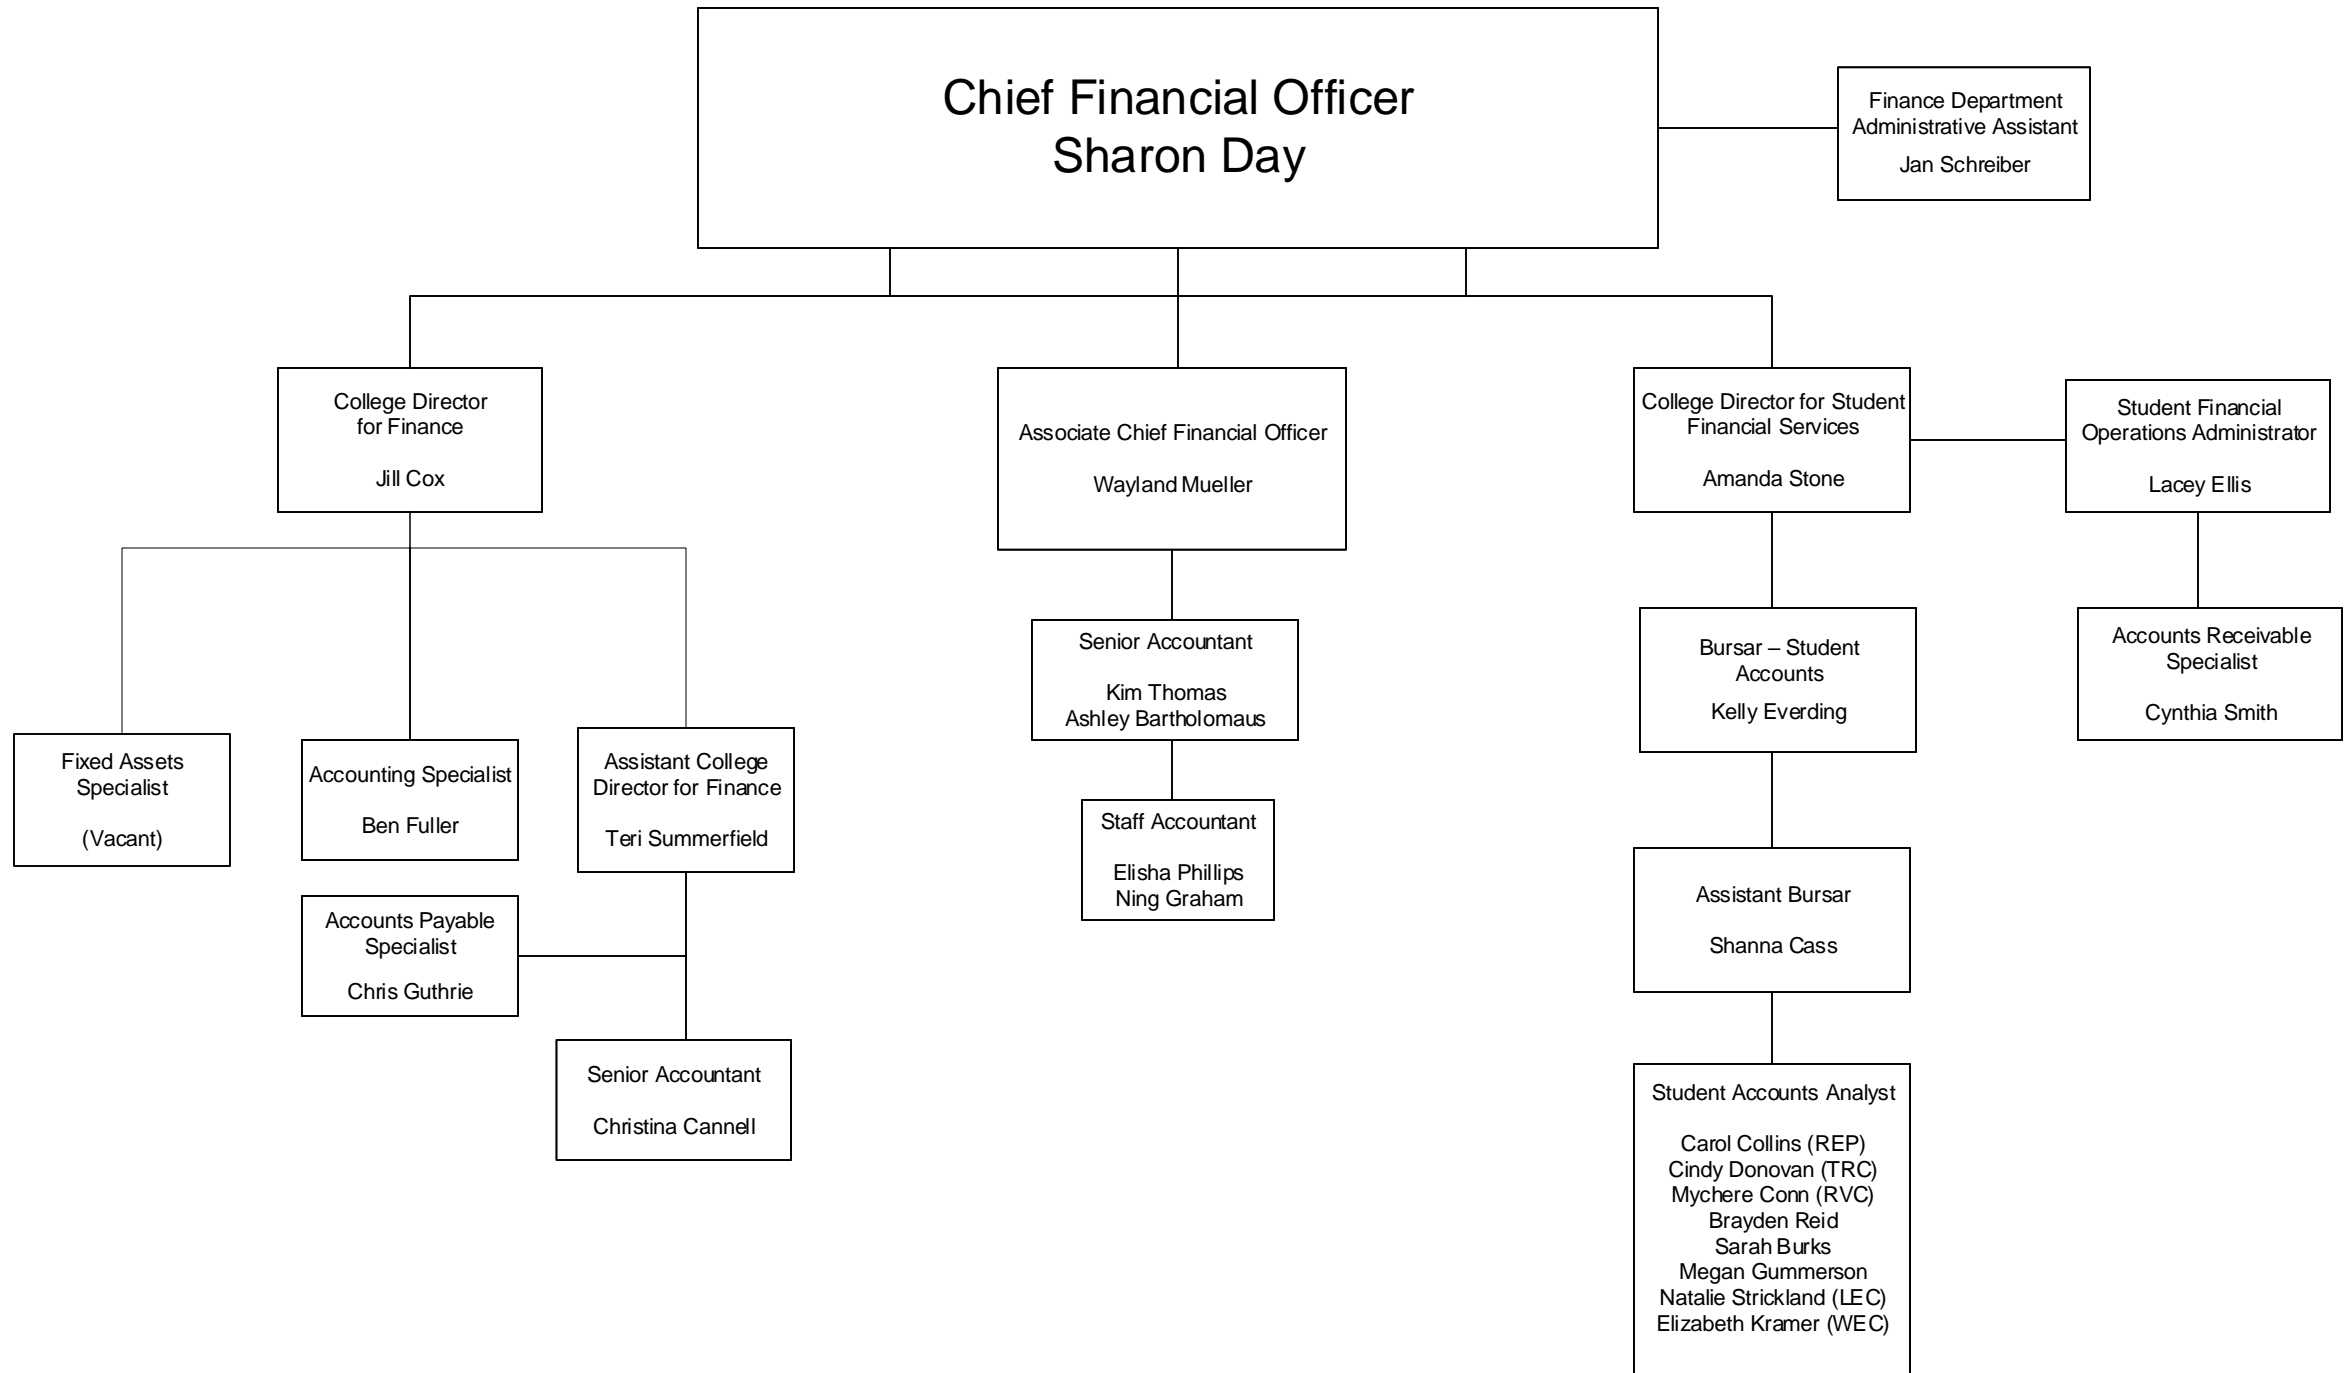 Chief Financial Officer
Sharon Day
Finance Department
Administrative Assistant
Jan Schreiber
College Director
for Finance
Jill Cox
Associate Chief Financial Officer
Wayland Mueller
College Director for Student
Financial Services
Amanda Stone
Student Financial
Operations Administrator
Lacey Ellis
Fixed Assets
Specialist
(Vacant)
Accounting Specialist
Ben Fuller
Assistant College
Director for Finance
Teri Summerfield
Accounts Payable
Specialist
Chris Guthrie
Senior Accountant
Christina Cannell
Senior Accountant
Kim Thomas
Ashley Bartholomaus
Staff Accountant
Elisha Phillips
Ning Graham
Bursar – Student
Accounts
Kelly Everding
Accounts Receivable
Specialist
Cynthia Smith
Assistant Bursar
Shanna Cass
Student Accounts Analyst
Carol Collins (REP)
Cindy Donovan (TRC)
Mychere Conn (RVC)
Brayden Reid
Sarah Burks
Megan Gummerson
Natalie Strickland (LEC)
Elizabeth Kramer (WEC)